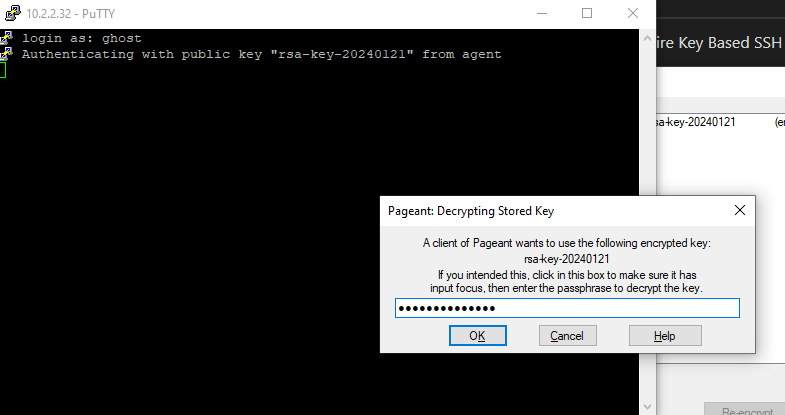 10.2.2.32 - PuTTY
login as: ghost
Authenticating with public key "rsa-key-20240121" from agent
ire Key Based SSH
sa-key-20240121 (e
Pageant: Decrypting Stored Key
A client of Pageant wants to use the following encrypted key:
rsa-key-20240121
If you intended this, click in this box to make sure it has
input focus, then enter the passphrase to decrypt the key.
●●●●●●●●●●●●●●
OK
Cancel
Help
Re-encrypt